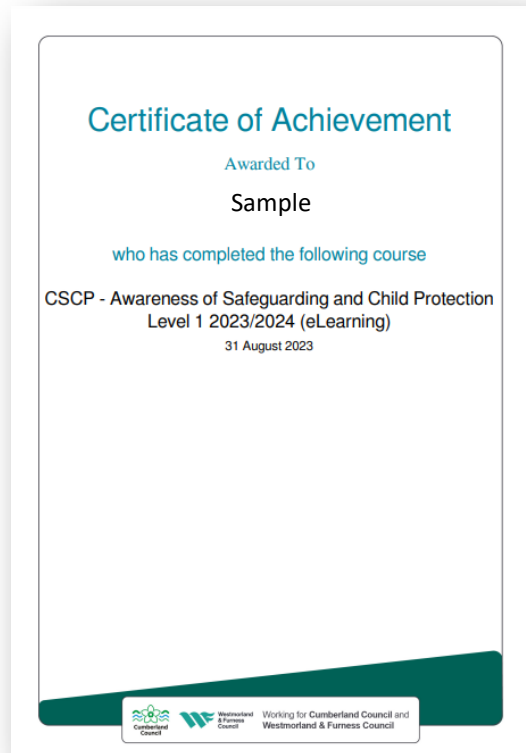 Certificate of Achievement
Awarded To
Sample
who has completed the following course
CSCP - Awareness of Safeguarding and Child Protection
Level 1 2023/2024 (eLearning)
31 August 2023
Cumberland
Council
Westmorland
& Furness
Council
Working for Cumberland Council and
Westmorland & Furness Council